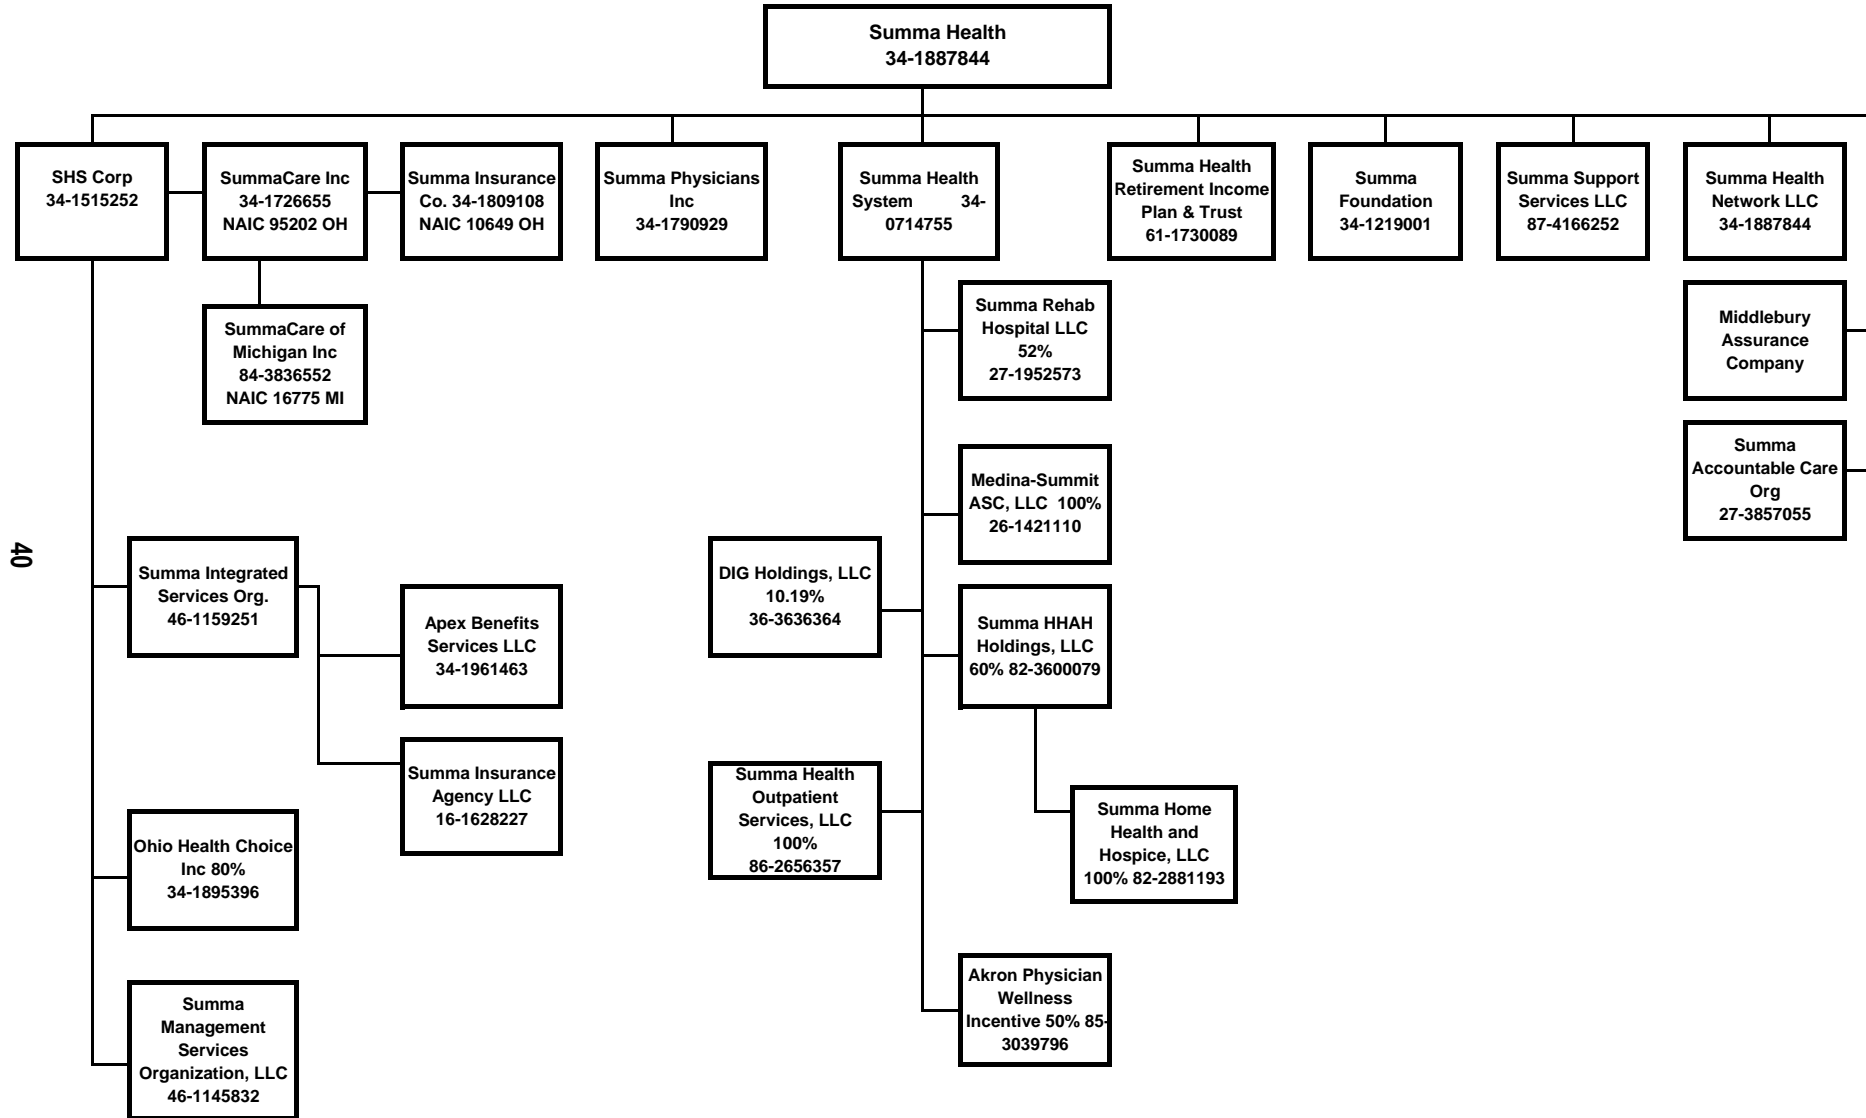 Summa Health
34-1887844
SHS Corp
34-1515252
SummaCare Inc
34-1726655
NAIC 95202 OH
Summa Insurance
Co. 34-1809108
NAIC 10649 OH
Summa Physicians
Inc
34-1790929
Summa Health
System 34-
0714755
Summa Health
Retirement Income
Plan & Trust
61-1730089
Summa
Foundation
34-1219001
Summa Support
Services LLC
87-4166252
Summa Health
Network LLC
34-1887844
SummaCare of
Michigan Inc
84-3836552
NAIC 16775 MI
Summa Rehab
Hospital LLC
52%
27-1952573
Middlebury
Assurance
Company
Medina-Summit
ASC, LLC 100%
26-1421110
Summa
Accountable Care
Org
27-3857055
40
Summa Integrated
Services Org.
46-1159251
Apex Benefits
Services LLC
34-1961463
DIG Holdings, LLC
10.19%
36-3636364
Summa HHAH
Holdings, LLC
60% 82-3600079
Summa Insurance
Agency LLC
16-1628227
Summa Health
Outpatient
Services, LLC
100%
86-2656357
Summa Home
Health and
Hospice, LLC
100% 82-2881193
Ohio Health Choice
Inc 80%
34-1895396
Akron Physician
Wellness
Incentive 50% 85-
3039796
Summa
Management
Services
Organization, LLC
46-1145832